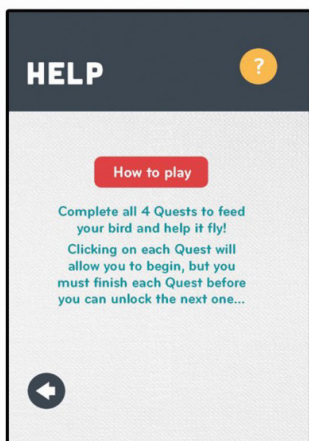 HELP
?
How to play
Complete all 4 Quests to feed
your bird and help it fly!
Clicking on each Quest will
allow you to begin, but you
must finish each Quest before
you can unlock the next one...